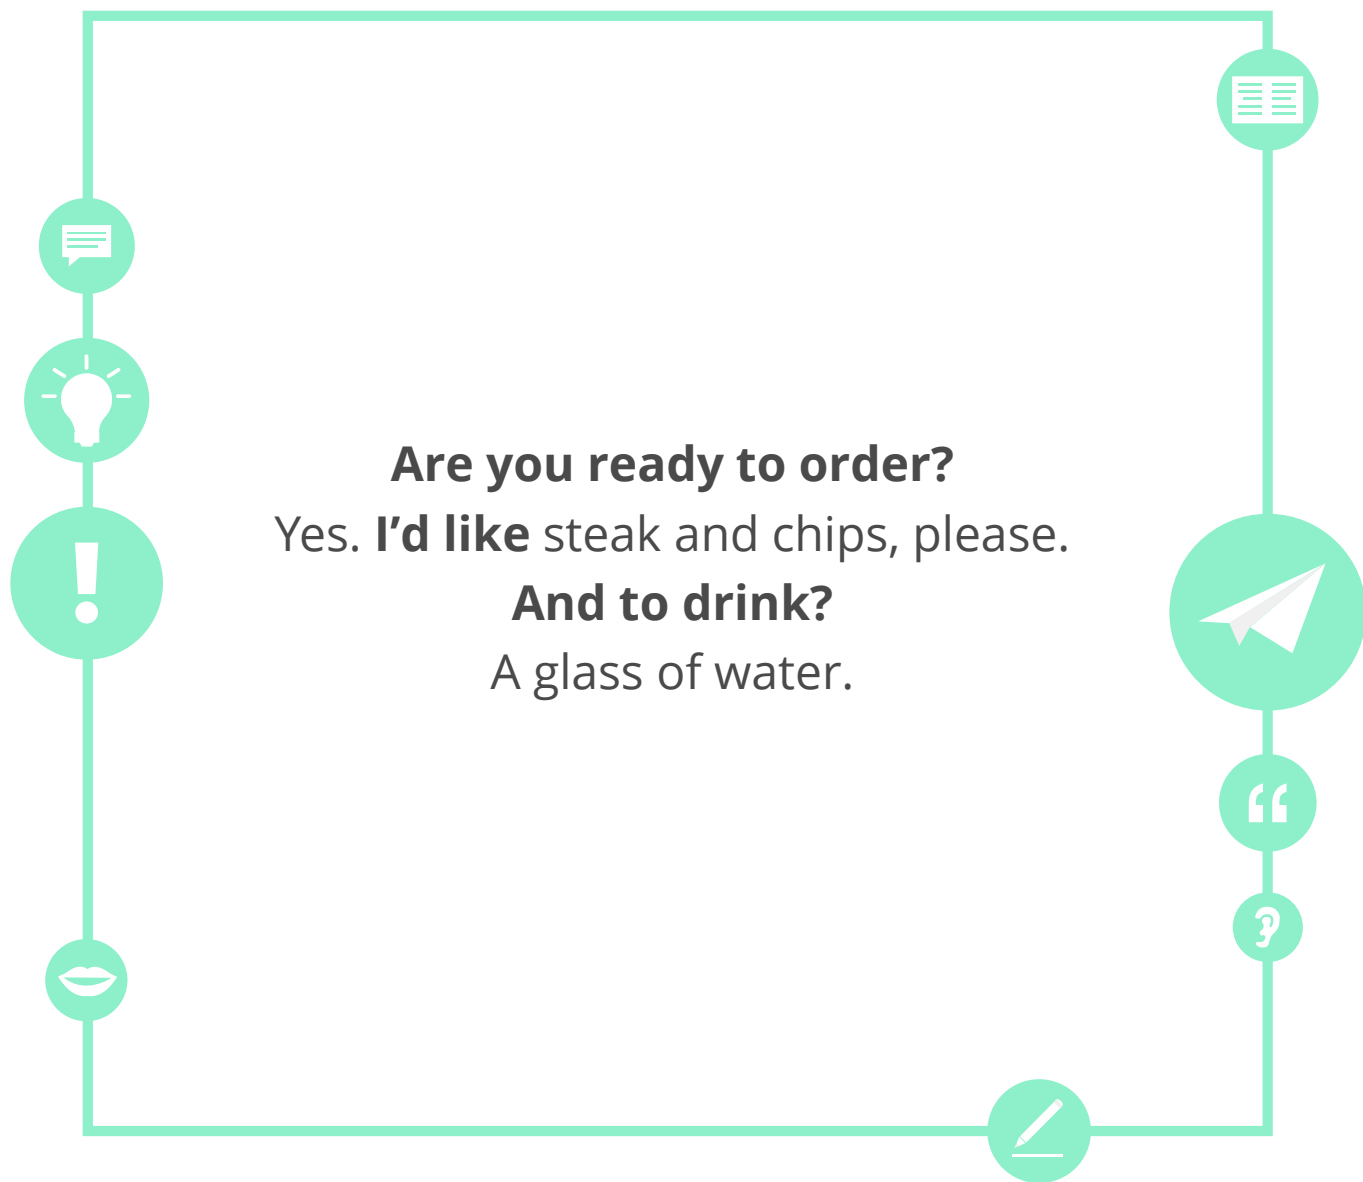 Are you ready to order?
Yes. I’d like steak and chips, please.
And to drink?
A glass of water.